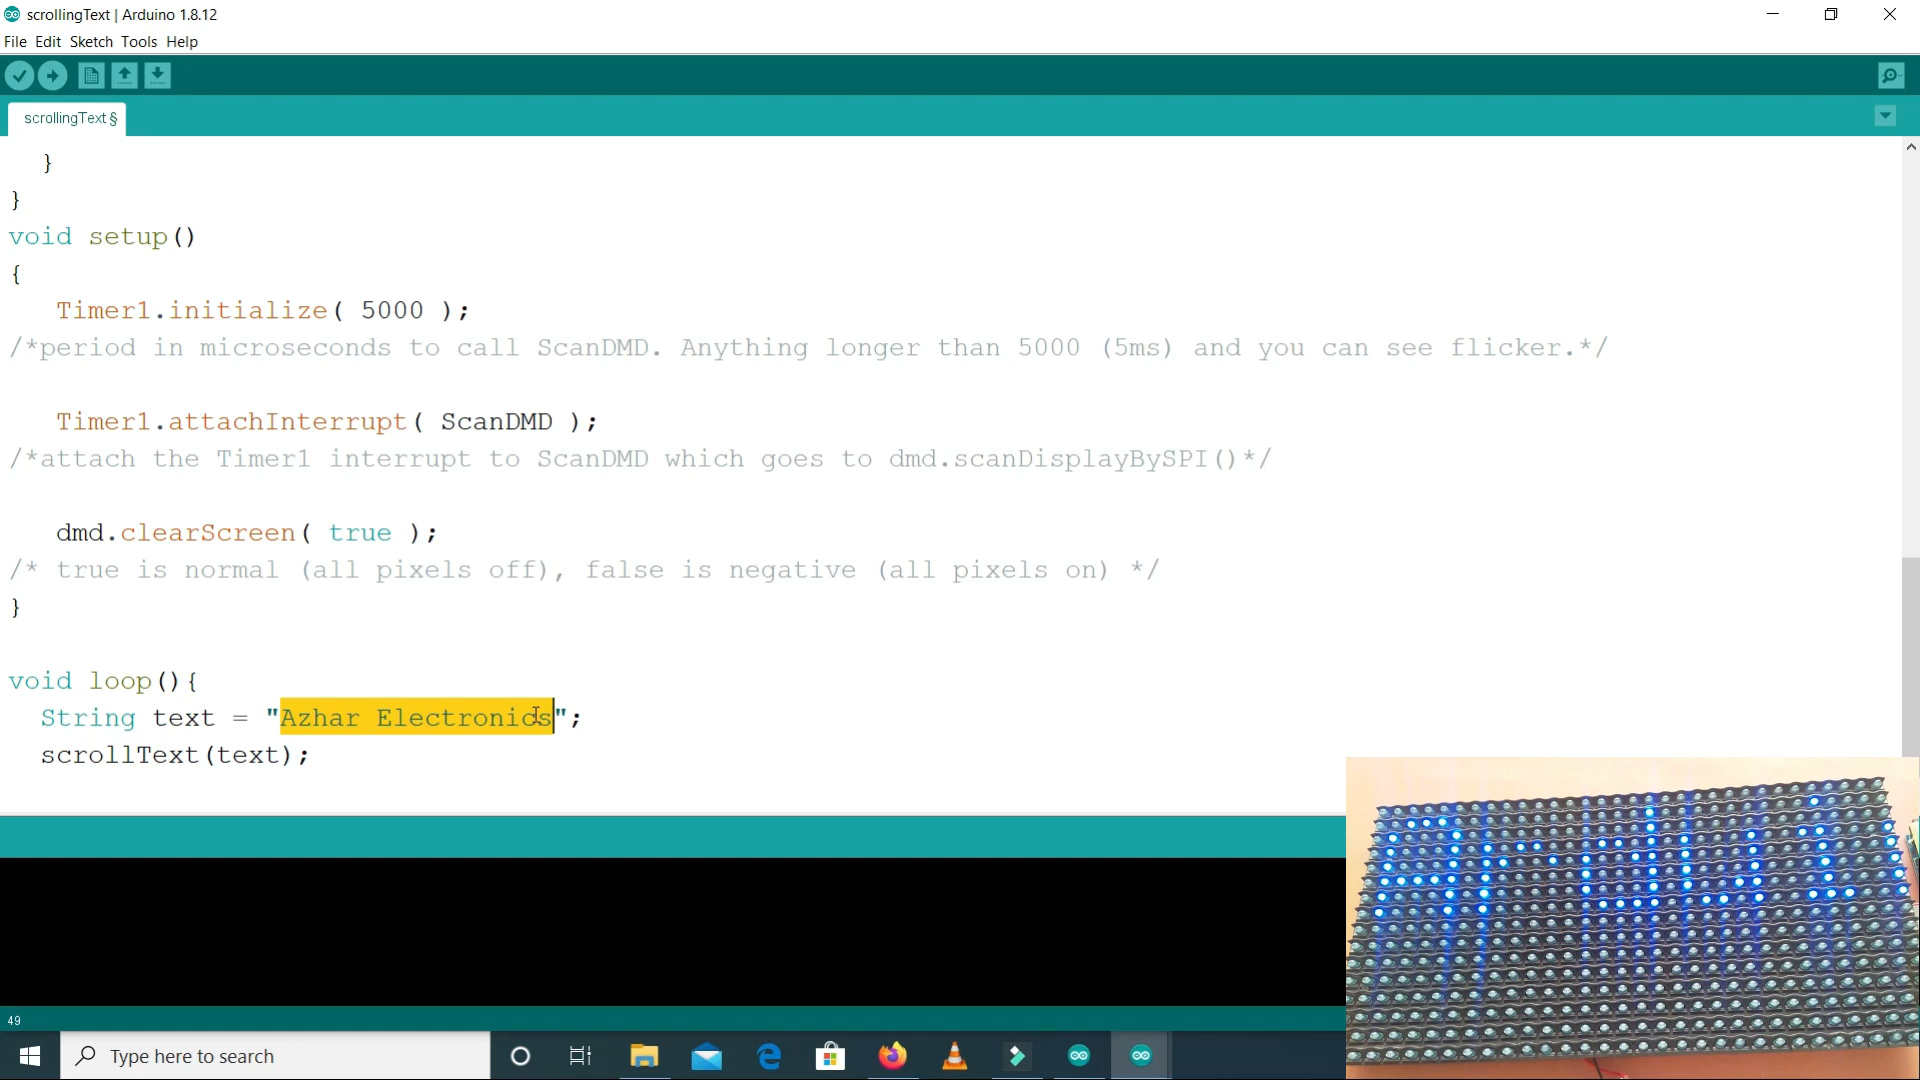 scrollingText | Arduino 1.8.12
File Edit Sketch Tools Help
scrollingText §
}
}
void setup()
{
Timer1.initialize( 5000 );
/*period in microseconds to call ScanDMD. Anything longer than 5000 (5ms) and you can see flicker.*/
Timer1.attachInterrupt( ScanDMD );
/*attach the Timer1 interrupt to ScanDMD which goes to dmd.scanDisplayBySPI()*/
dmd.clearScreen( true );
/* true is normal (all pixels off), false is negative (all pixels on) */
}
void loop(){
String text = "Azhar Electronics";
scrollText(text);
49
Type here to search